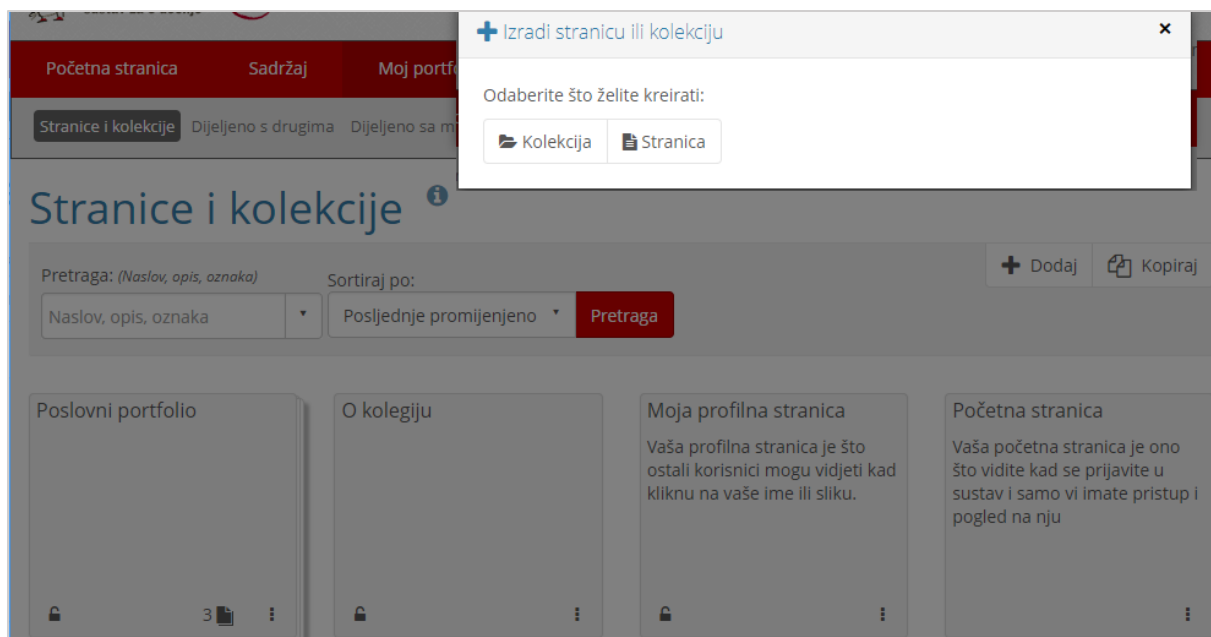 Izradi stranicu ili kolekciju
Početna stranica Sadržaj Moj
Odaberite što želite kreirati:
Kolekcija Stranica
Stranice i kolekcije Dijeljeno s drugima Dijeljeno sa
Stranice i kolekcije
Dodaj Kopiraj
Pretraga: (Naslov, opis, oznaka)
Sortiraj po:
Naslov, opis, oznaka Posljednje promijenjeno Pretraga
Poslovni portfolio
3
O kolegiju
Moja profilna stranica
Vaša profilna stranica je što
ostali korisnici mogu vidjeti kad
kliknu na vaše ime ili sliku.
Početna stranica
Vaša početna stranica je ono
što vidite kad se prijavite u
sustav i samo vi imate pristup i
pogled na nju